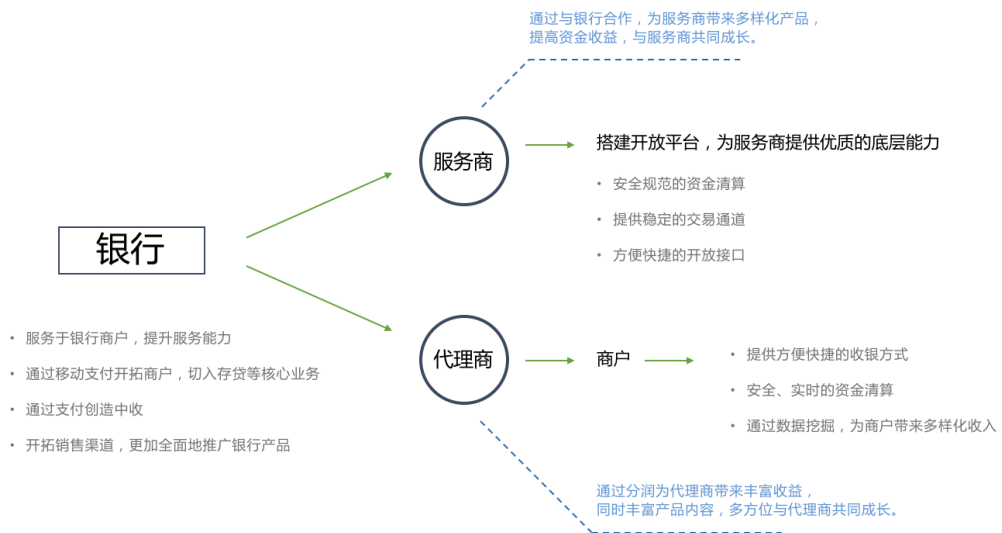 通过与银行合作，为服务商带来多样化产品，
提高资金收益，与服务商共同成长。
服务商
搭建开放平台，为服务商提供优质的底层能力
• 安全规范的资金清算
• 提供稳定的交易通道
• 方便快捷的开放接口
银行
• 服务于银行商户，提升服务能力
• 通过移动支付开拓商户，切入存贷等核心业务
• 通过支付创造中收
• 开拓销售渠道，更加全面地推广银行产品
代理商
商户
• 提供方便快捷的收银方式
• 安全、实时的资金清算
• 通过数据挖掘，为商户带来多样化收入
通过分润为代理商带来丰富收益，
同时丰富产品内容，多方位与代理商共同成长。